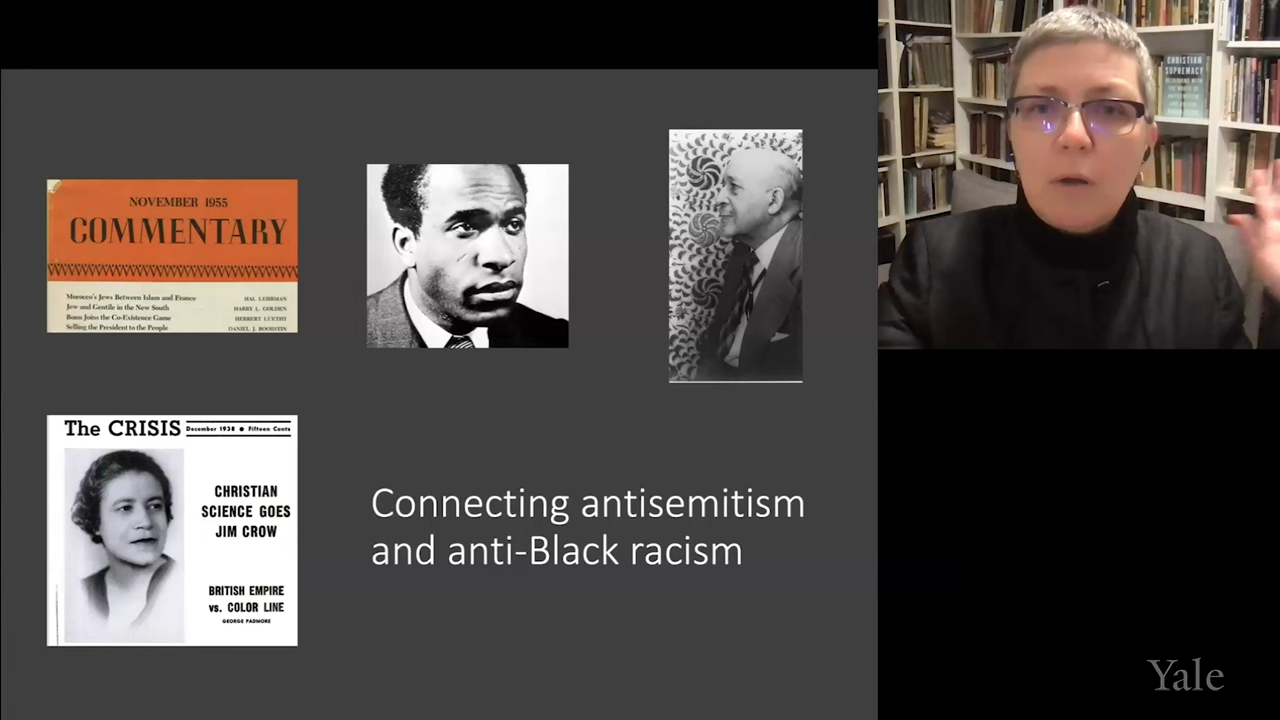 NOVEMBER 1955
COMMENTARY
Morocco's Jews Between Islam and France HAL LEHRMAN
Jew and Gentile in the New South HARRY L. GOLDEN
Bonn Joins the Co-Existence Game HERBERT LUETHY
Selling the President to the People DANIEL J. BOORSTIN
The CRISIS December 1938 • Fifteen Cents
CHRISTIAN
SCIENCE GOES
JIM CROW
BRITISH EMPIRE
vs. COLOR LINE
GEORGE PADMORE
Connecting antisemitism
and anti-Black racism
CHRISTIAN
SUPREMACY
Yale